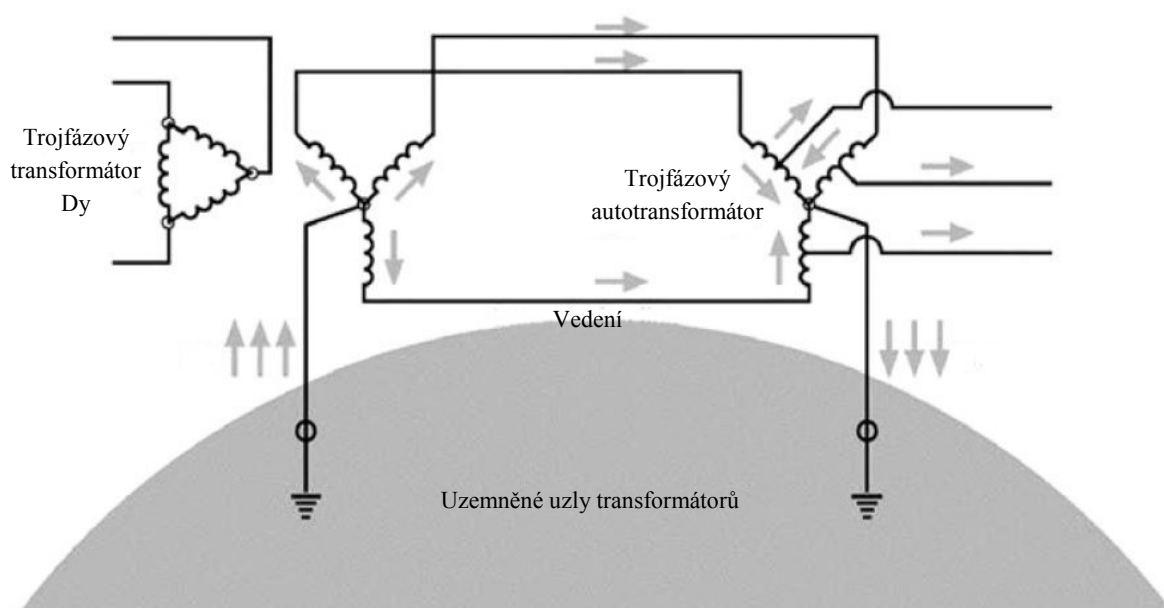 Trojfázový
transformátor
Dy
Trojfázový
autotransformátor
Vedení
Uzemněné uzly transformátorů